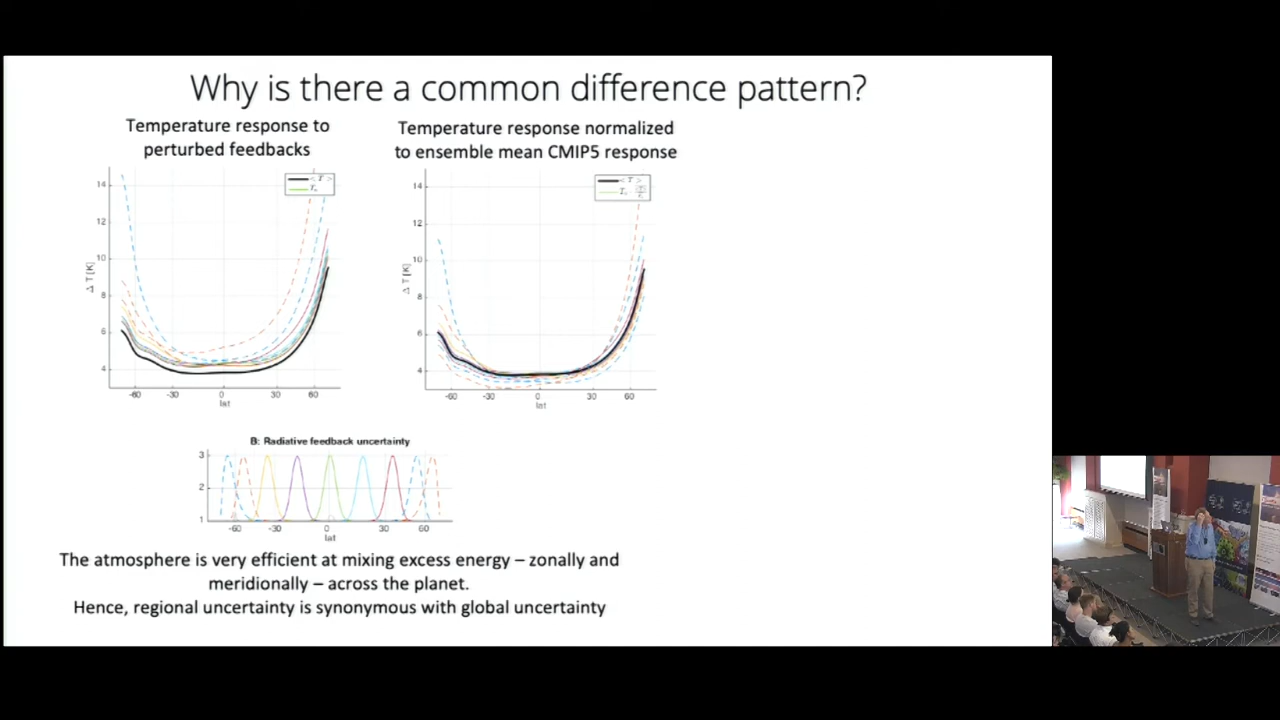 Why is there a common difference pattern?
Temperature response to
perturbed feedbacks
Temperature response normalized
to ensemble mean CMIP5 response
14
12
10
8
6
4
Δ T [K]
-60
-30
0
30
60
lat
< T >
14
12
10
8
6
4
Δ T [K]
-60
-30
0
30
60
lat
< T >
B: Radiative feedback uncertainty
3
2
1
-60
-30
0
30
60
lat
The atmosphere is very efficient at mixing excess energy – zonally and
meridionally – across the planet.
Hence, regional uncertainty is synonymous with global uncertainty